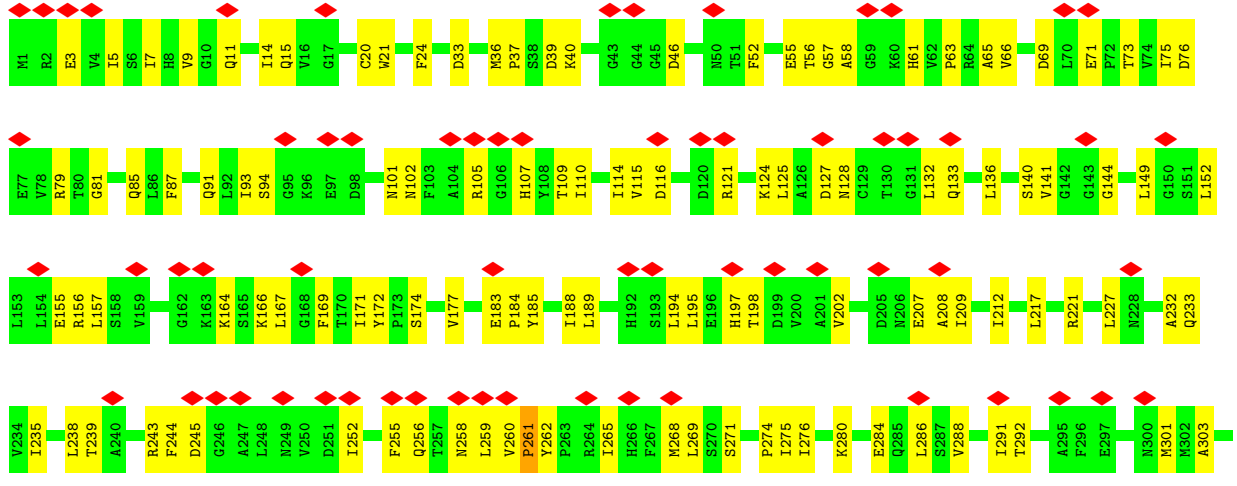 M1 R2 E3 V4 I5 S6 I7 H8 V9 G10 Q11 I14 Q15 V16 G17 C20 W21 F24 D33 M36 P37 S38 D39 K40 G43 G44 G45 D46 N50 T51 F52 E55 T56 G57 A58 G59 K60 H61 V62 P63 R64 A65 V66 D69 L70 E71 P72 T73 V74 I75 D76
E77 V78 R79 T80 G81 Q85 L86 F87 Q91 L92 I93 S94 G95 K96 E97 D98 N101 N102 F103 A104 R105 G106 H107 Y108 T109 I110 I114 V115 D116 D120 R121 K124 L125 A126 D127 N128 C129 T130 G131 L132 Q133 L136 S140 V141 G142 G143 G144 L149 G150 S151 L152
L153 L154 E155 R156 L157 S158 V159 G162 K163 K164 S165 K166 L167 G168 F169 T170 I171 Y172 P173 S174 V177 E183 P184 Y185 I188 L189 H192 S193 L194 L195 E196 H197 T198 D199 V200 A201 V202 D205 N206 E207 A208 I209 I212 L217 R221 L227 N228 A232 Q233
V234 I235 L238 T239 A240 R243 F244 D245 G246 A247 L248 N249 V250 D251 I252 F255 Q256 T257 N258 L259 V260 P261 Y262 P263 R264 I265 H266 F267 M268 L269 S270 S271 P274 I275 I276 K280 E284 Q285 L286 S287 V288 I291 T292 A295 F296 E297 N300 M301 M302 A303